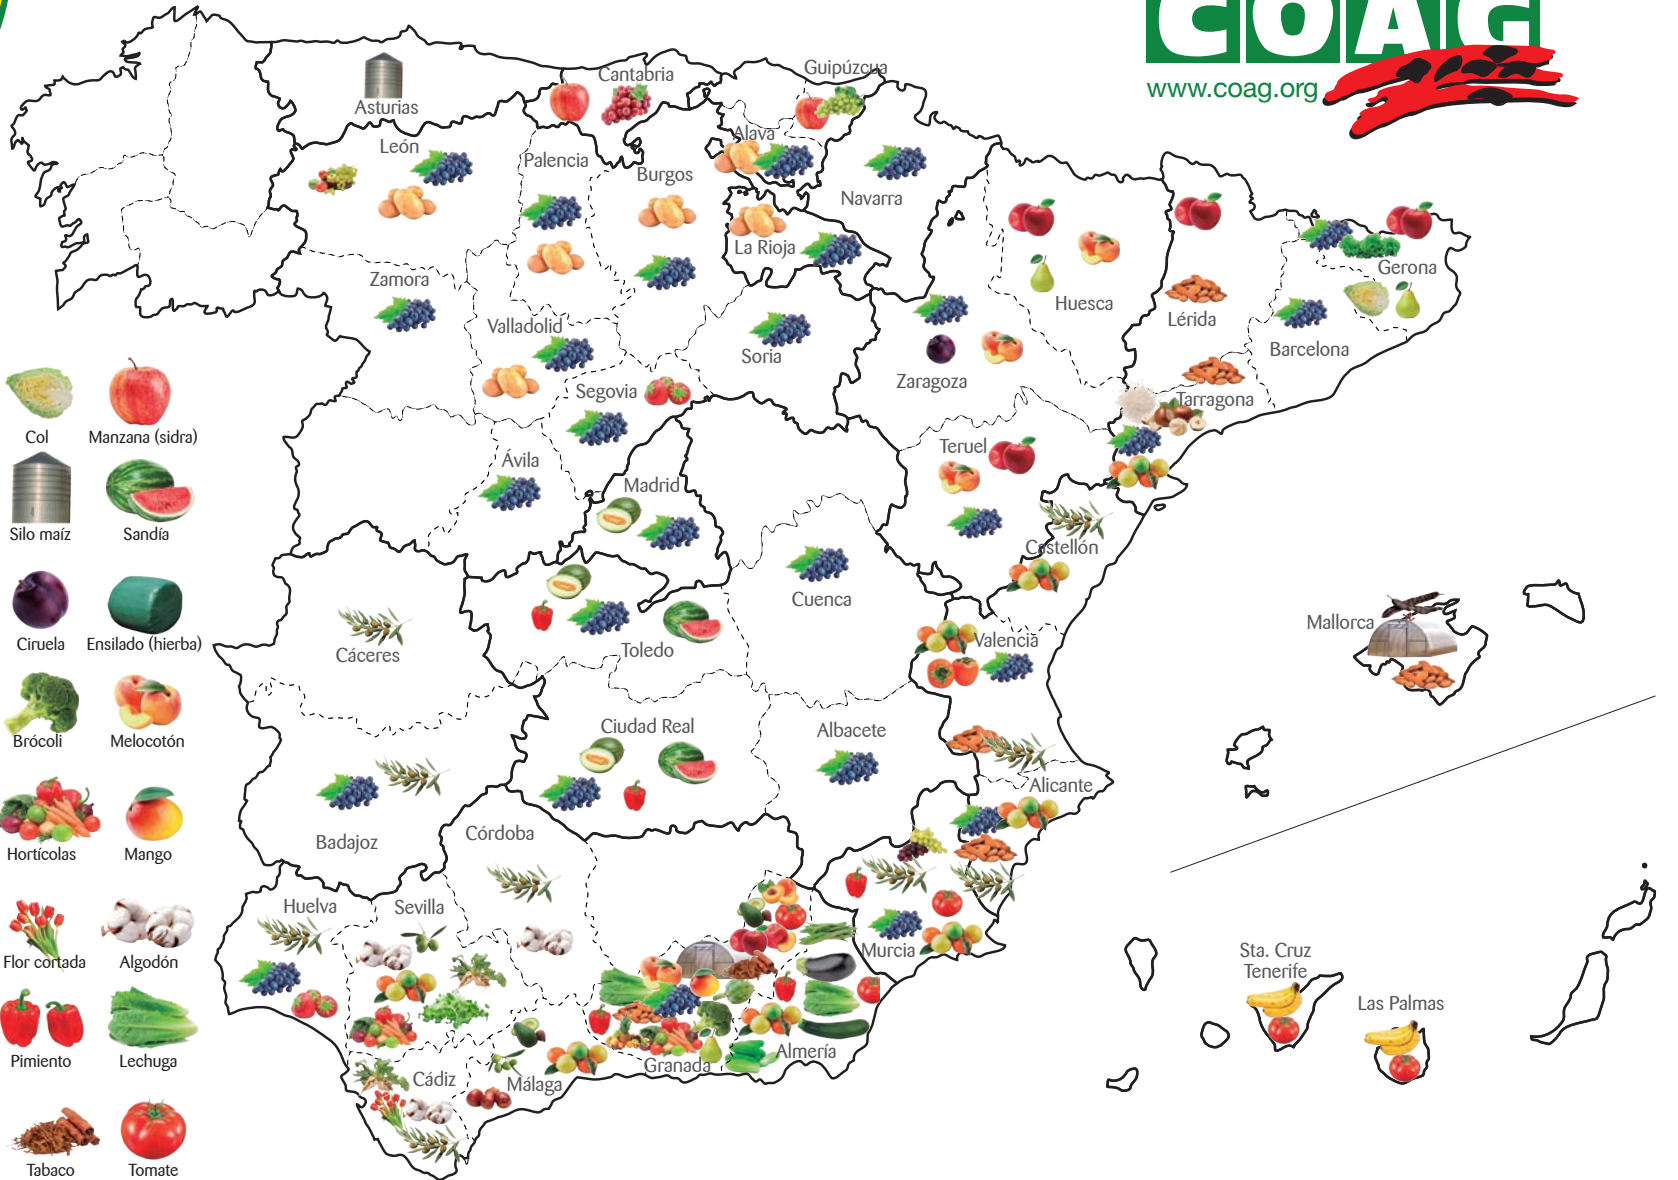 COAG
www.coag.org
Guipúzcua
Cantabria
Asturias
Alava
León
Palencia
Burgos
Navarra
La Rioja
Gerona
Zamora
Huesca
Lérida
Valladolid
Soria
Barcelona
Zaragoza
Segovia
Tarragona
Teruel
Ávila
Madrid
Castellón
Cuenca
Mallorca
Valencia
Toledo
Cáceres
Ciudad Real
Albacete
Alicante
Córdoba
Badajoz
Huelva
Sevilla
Murcia
Sta. Cruz
Tenerife
Las Palmas
Almería
Granada
Cádiz
Málaga
Col
Manzana (sidra)
Silo maíz
Sandía
Ciruela
Ensilado (hierba)
Brócoli
Melocotón
Hortícolas
Mango
Flor cortada
Algodón
Pimiento
Lechuga
Tabaco
Tomate